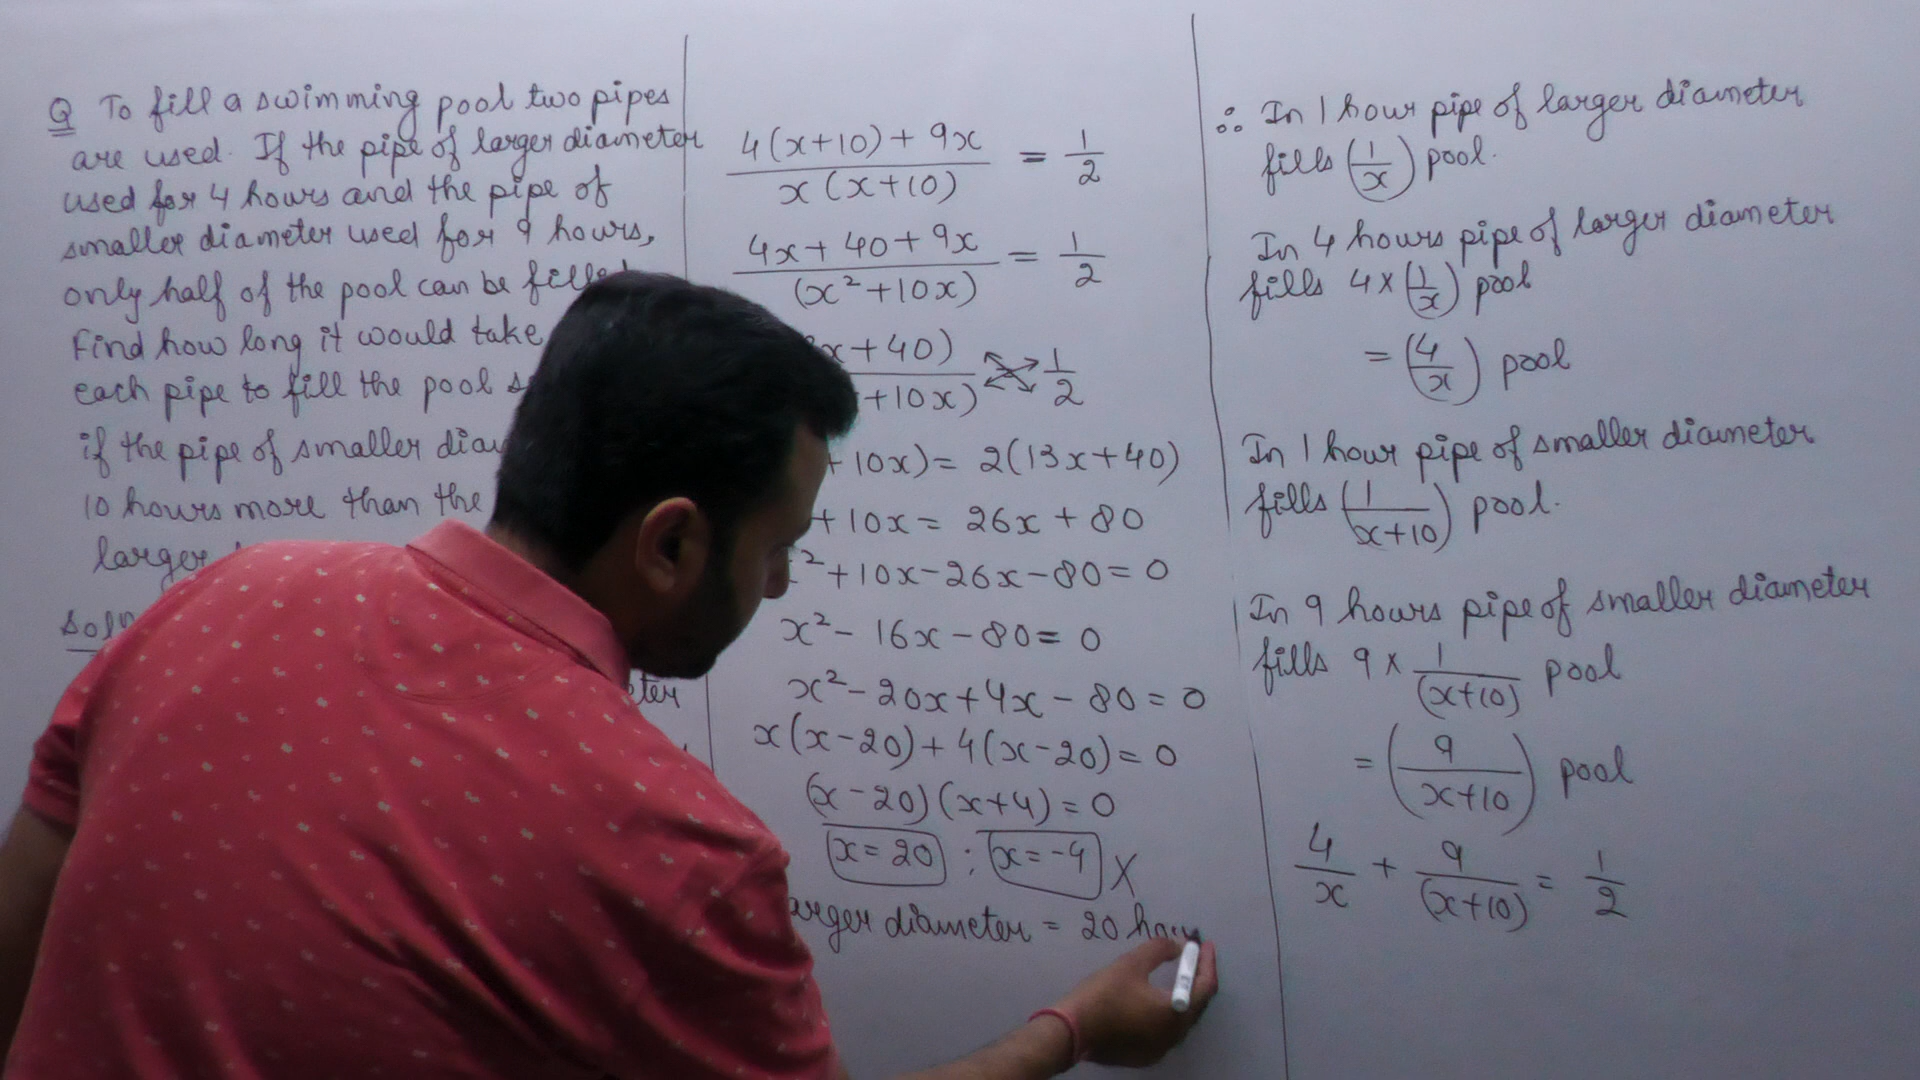 Q To fill a swimming pool two pipes
are used. If the pipe of larger diameter
used for 4 hours and the pipe of
smaller diameter used for 9 hours,
only half of the pool can be filled
Find how long it would take
each pipe to fill the pool
if the pipe of smaller
10 hours more than the
larger
Soln
eter
4(x+10) + 9x / x(x+10) = 1/2
4x + 40 + 9x / (x² + 10x) = 1/2
x + 40) / + 10x) 1/2
+ 10x) = 2(13x + 40)
+ 10x = 26x + 80
² + 10x - 26x - 80 = 0
x² - 16x - 80 = 0
x² - 20x + 4x - 80 = 0
x(x - 20) + 4(x - 20) = 0
(x - 20)(x + 4) = 0
x = 20 ; x = -4 X
arger diameter = 20 hour
∴ In 1 hour pipe of larger diameter
fills (1/x) pool.
In 4 hours pipe of larger diameter
fills 4 × (1/x) pool
= (4/x) pool
In 1 hour pipe of smaller diameter
fills (1/x+10) pool.
In 9 hours pipe of smaller diameter
fills 9 × 1/(x+10) pool
= (9/x+10) pool
4/x + 9/(x+10) = 1/2